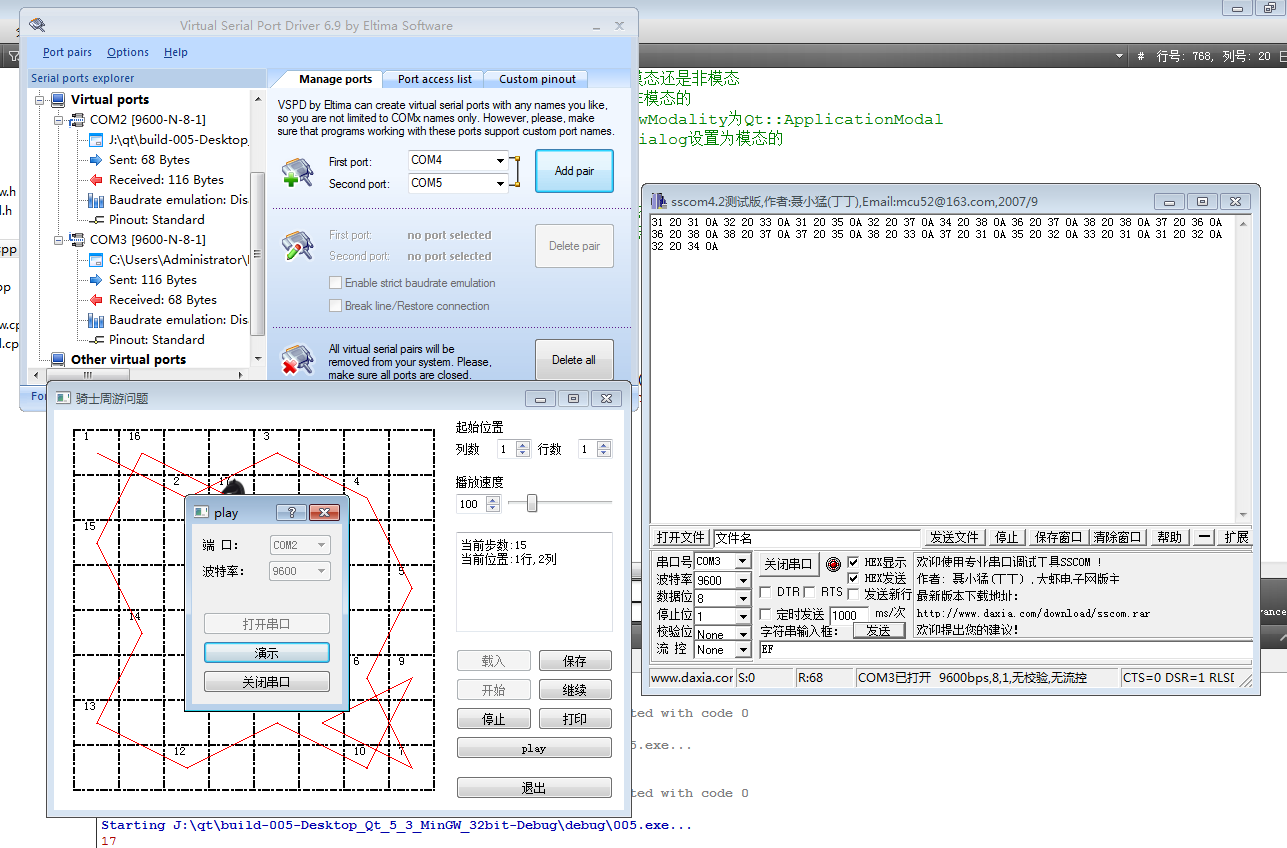 Virtual Serial Port Driver 6.9 by Eltima Software
Port pairs Options Help
Serial ports explorer
Virtual ports
COM2 [9600-N-8-1]
J:\qt\build-005-Desktop_
Sent: 68 Bytes
Received: 116 Bytes
Baudrate emulation: Dis
Pinout: Standard
COM3 [9600-N-8-1]
C:\Users\Administrator\
Sent: 116 Bytes
Received: 68 Bytes
Baudrate emulation: Dis
Pinout: Standard
Other virtual ports
Manage ports Port access list Custom pinout
VSPD by Eltima can create virtual serial ports with any names you like,
so you are not limited to COMx names only. However, please, make
sure that programs working with these ports support custom port names.
First port: COM4
Second port: COM5
Add pair
First port: no port selected
Second port: no port selected
Delete pair
Enable strict baudrate emulation
Break line/Restore connection
All virtual serial pairs will be
removed from your system. Please,
make sure all ports are closed.
Delete all
# 行号: 768, 列号: 20
模态还是非模态
模态的
wModality为Qt::ApplicationModal
ialog设置为模态的
w.h
l.h
cpp
pp
w.cp
l.cp
For
sscom4.2测试版,作者:聂小猛(丁丁),Email:mcu52@163.com,2007/9
31 20 31 0A 32 20 33 0A 31 20 35 0A 32 20 37 0A 34 20 38 0A 36 20 37 0A 38 20 38 0A 37 20 36 0A
36 20 38 0A 38 20 37 0A 37 20 35 0A 38 20 33 0A 37 20 31 0A 35 20 32 0A 33 20 31 0A 31 20 32 0A
32 20 34 0A
打开文件 文件名 发送文件 停止 保存窗口 清除窗口 帮助 — 扩展
串口号 COM3
波特率 9600
数据位 8
停止位 1
校验位 None
流 控 None
关闭串口
HEX显示
HEX发送
DTR RTS 发送新行
定时发送 1000 ms/次
字符串输入框: 发送
EF
欢迎使用专业串口调试工具SSCOM !
作者: 聂小猛(丁丁),大虾电子网版主
最新版本下载地址:
http://www.daxia.com/download/sscom.rar
欢迎提出您的建议!
www.daxia.cor S:0 R:68 COM3已打开 9600bps,8,1,无校验,无流控 CTS=0 DSR=1 RLSI
骑士周游问题
1 16 3
2 17 4
15
5
14
6 9
13
12 10 7
起始位置
列数 1 行数 1
播放速度
100
当前步数:15
当前位置:1行,2列
载入 保存
开始 继续
停止 打印
play
退出
play
端 口: COM2
波特率: 9600
打开串口
演示
关闭串口
rance
ted with code 0
5.exe...
ted with code 0
Starting J:\qt\build-005-Desktop_Qt_5_3_MinGW_32bit-Debug\debug\005.exe...
17